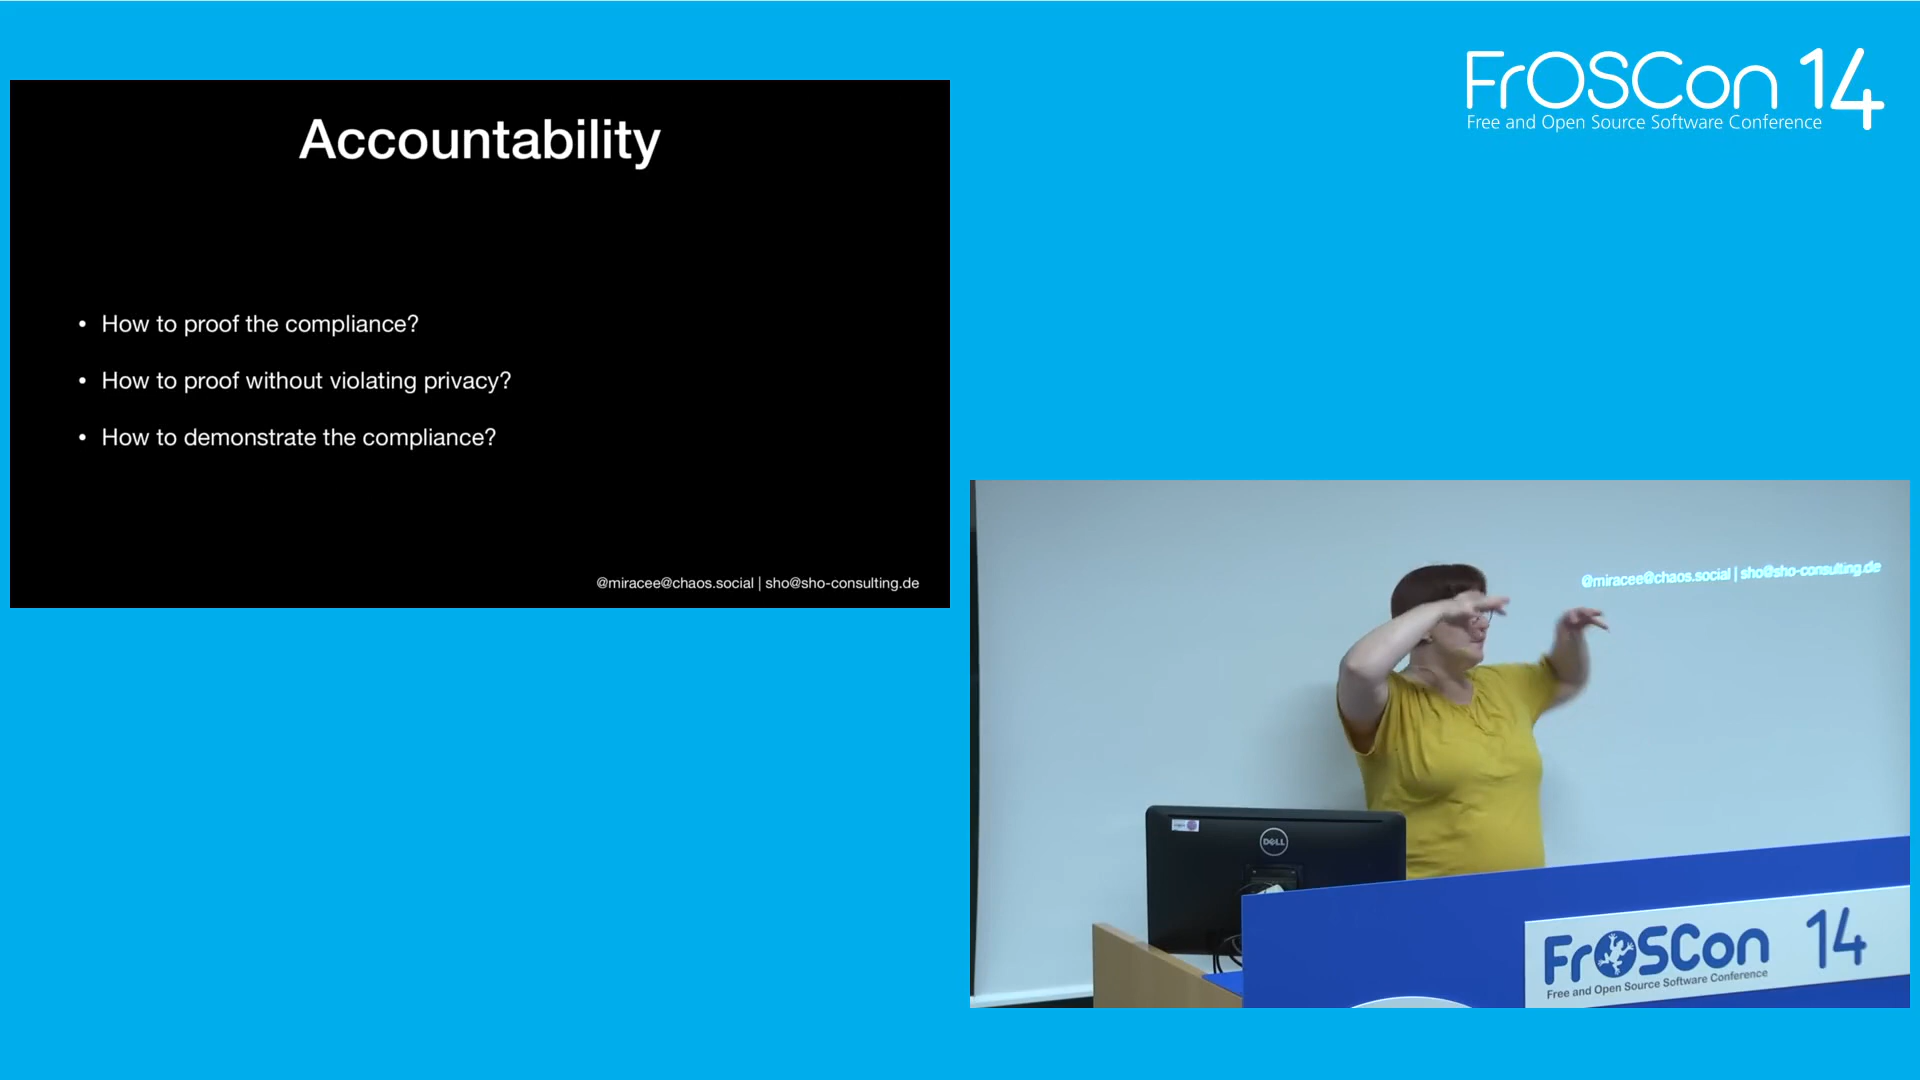 FrOSCon 14
Free and Open Source Software Conference
Accountability
• How to proof the compliance?
• How to proof without violating privacy?
• How to demonstrate the compliance?
@miracee@chaos.social | sho@sho-consulting.de
@miracee@chaos.social | sho@sho-consulting.de
DELL
FrOSCon 14
Free and Open Source Software Conference